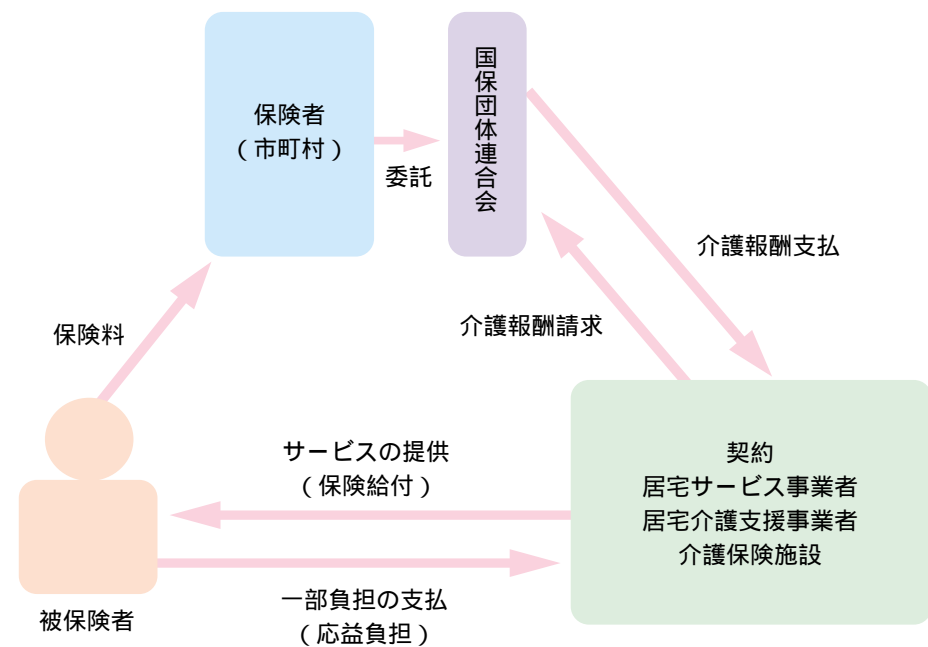 保険者
(市町村)
国保団体連合会
委託
介護報酬支払
介護報酬請求
保険料
サービスの提供
(保険給付)
契約
居宅サービス事業者
居宅介護支援事業者
介護保険施設
一部負担の支払
(応益負担)
被保険者